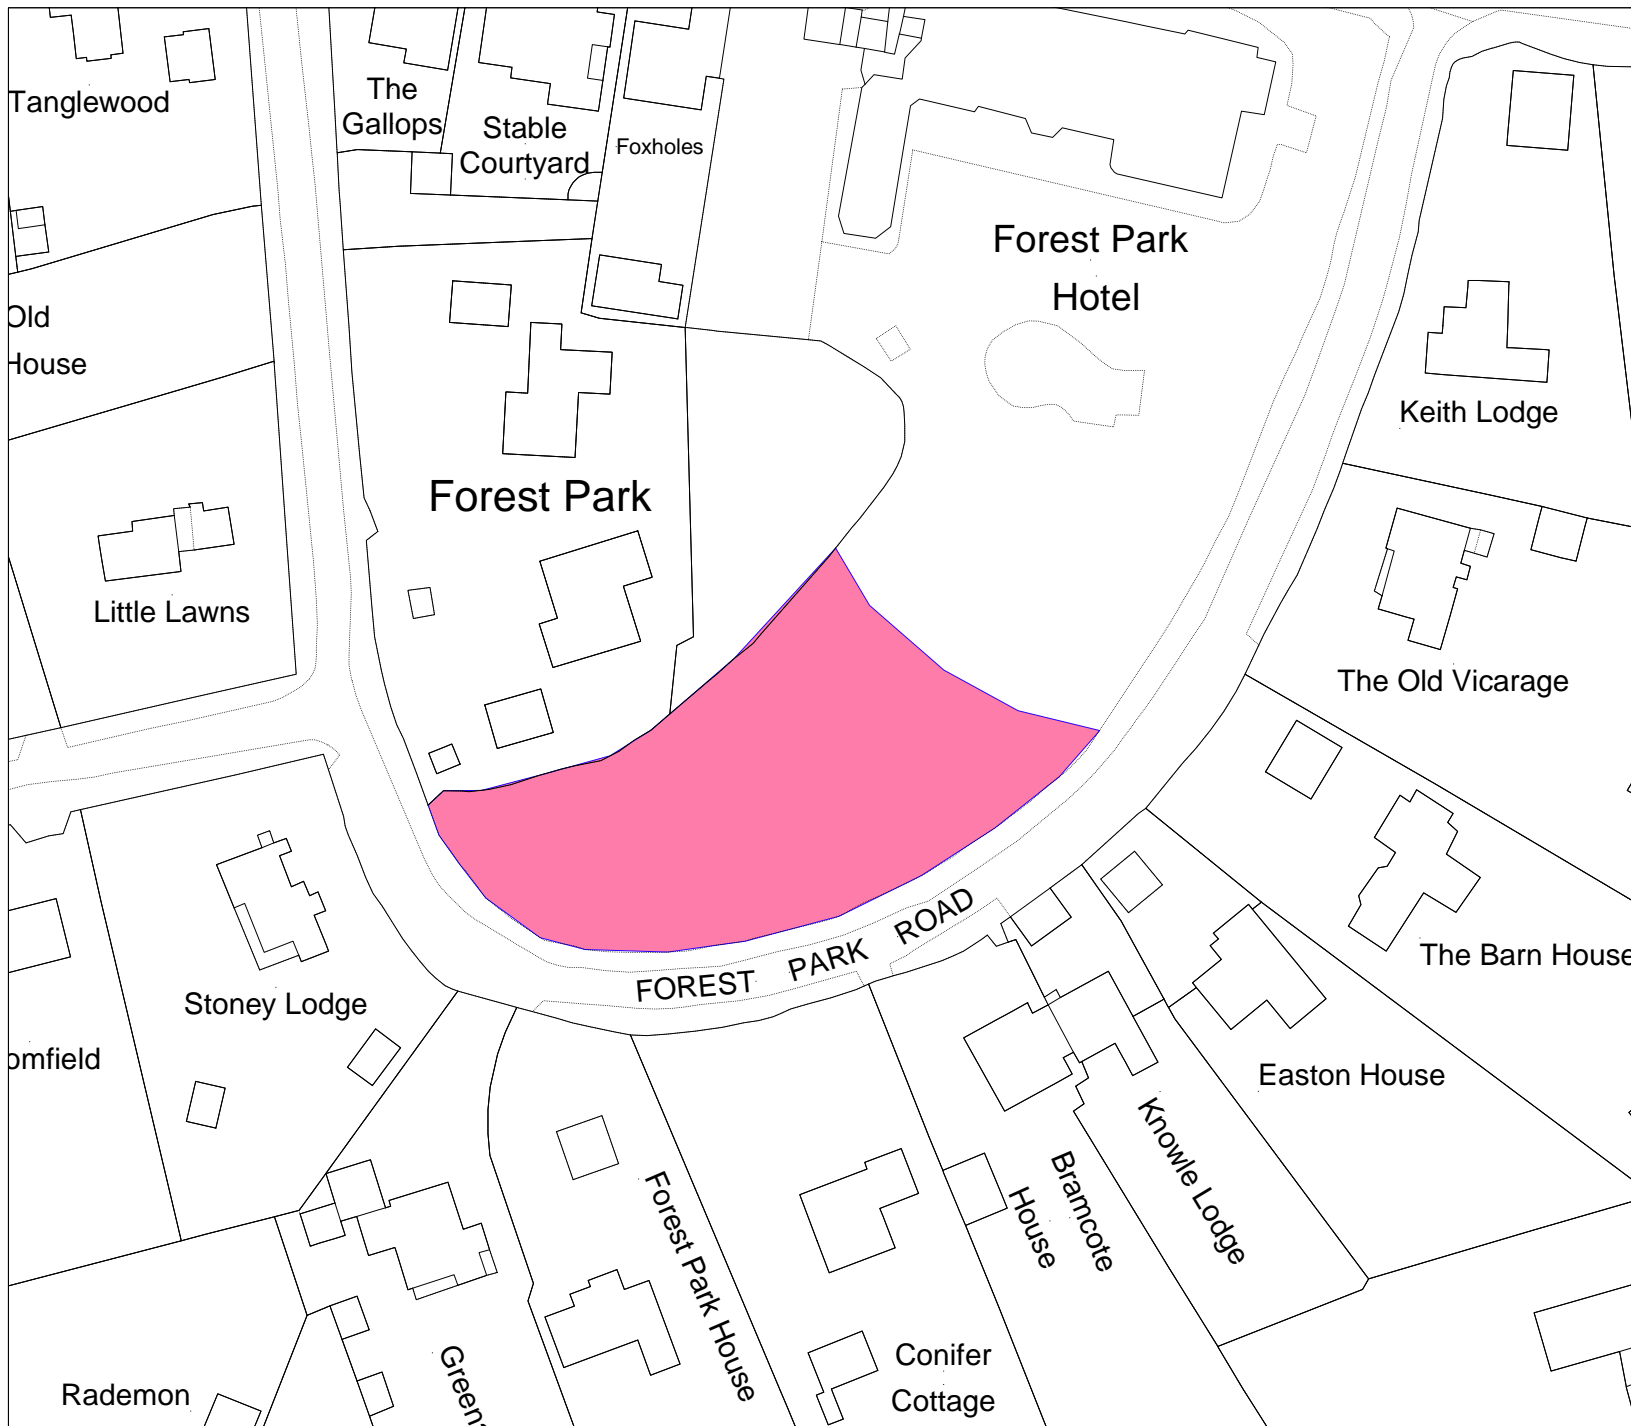 Tanglewood
The
Gallops
Stable
Courtyard
Foxholes
Forest Park
Hotel
Old
House
Keith Lodge
Forest Park
Little Lawns
The Old Vicarage
FOREST PARK ROAD
The Barn House
Stoney Lodge
omfield
Easton House
Knowle Lodge
Bramcote
House
Forest Park House
Conifer
Cottage
Greens
Rademon